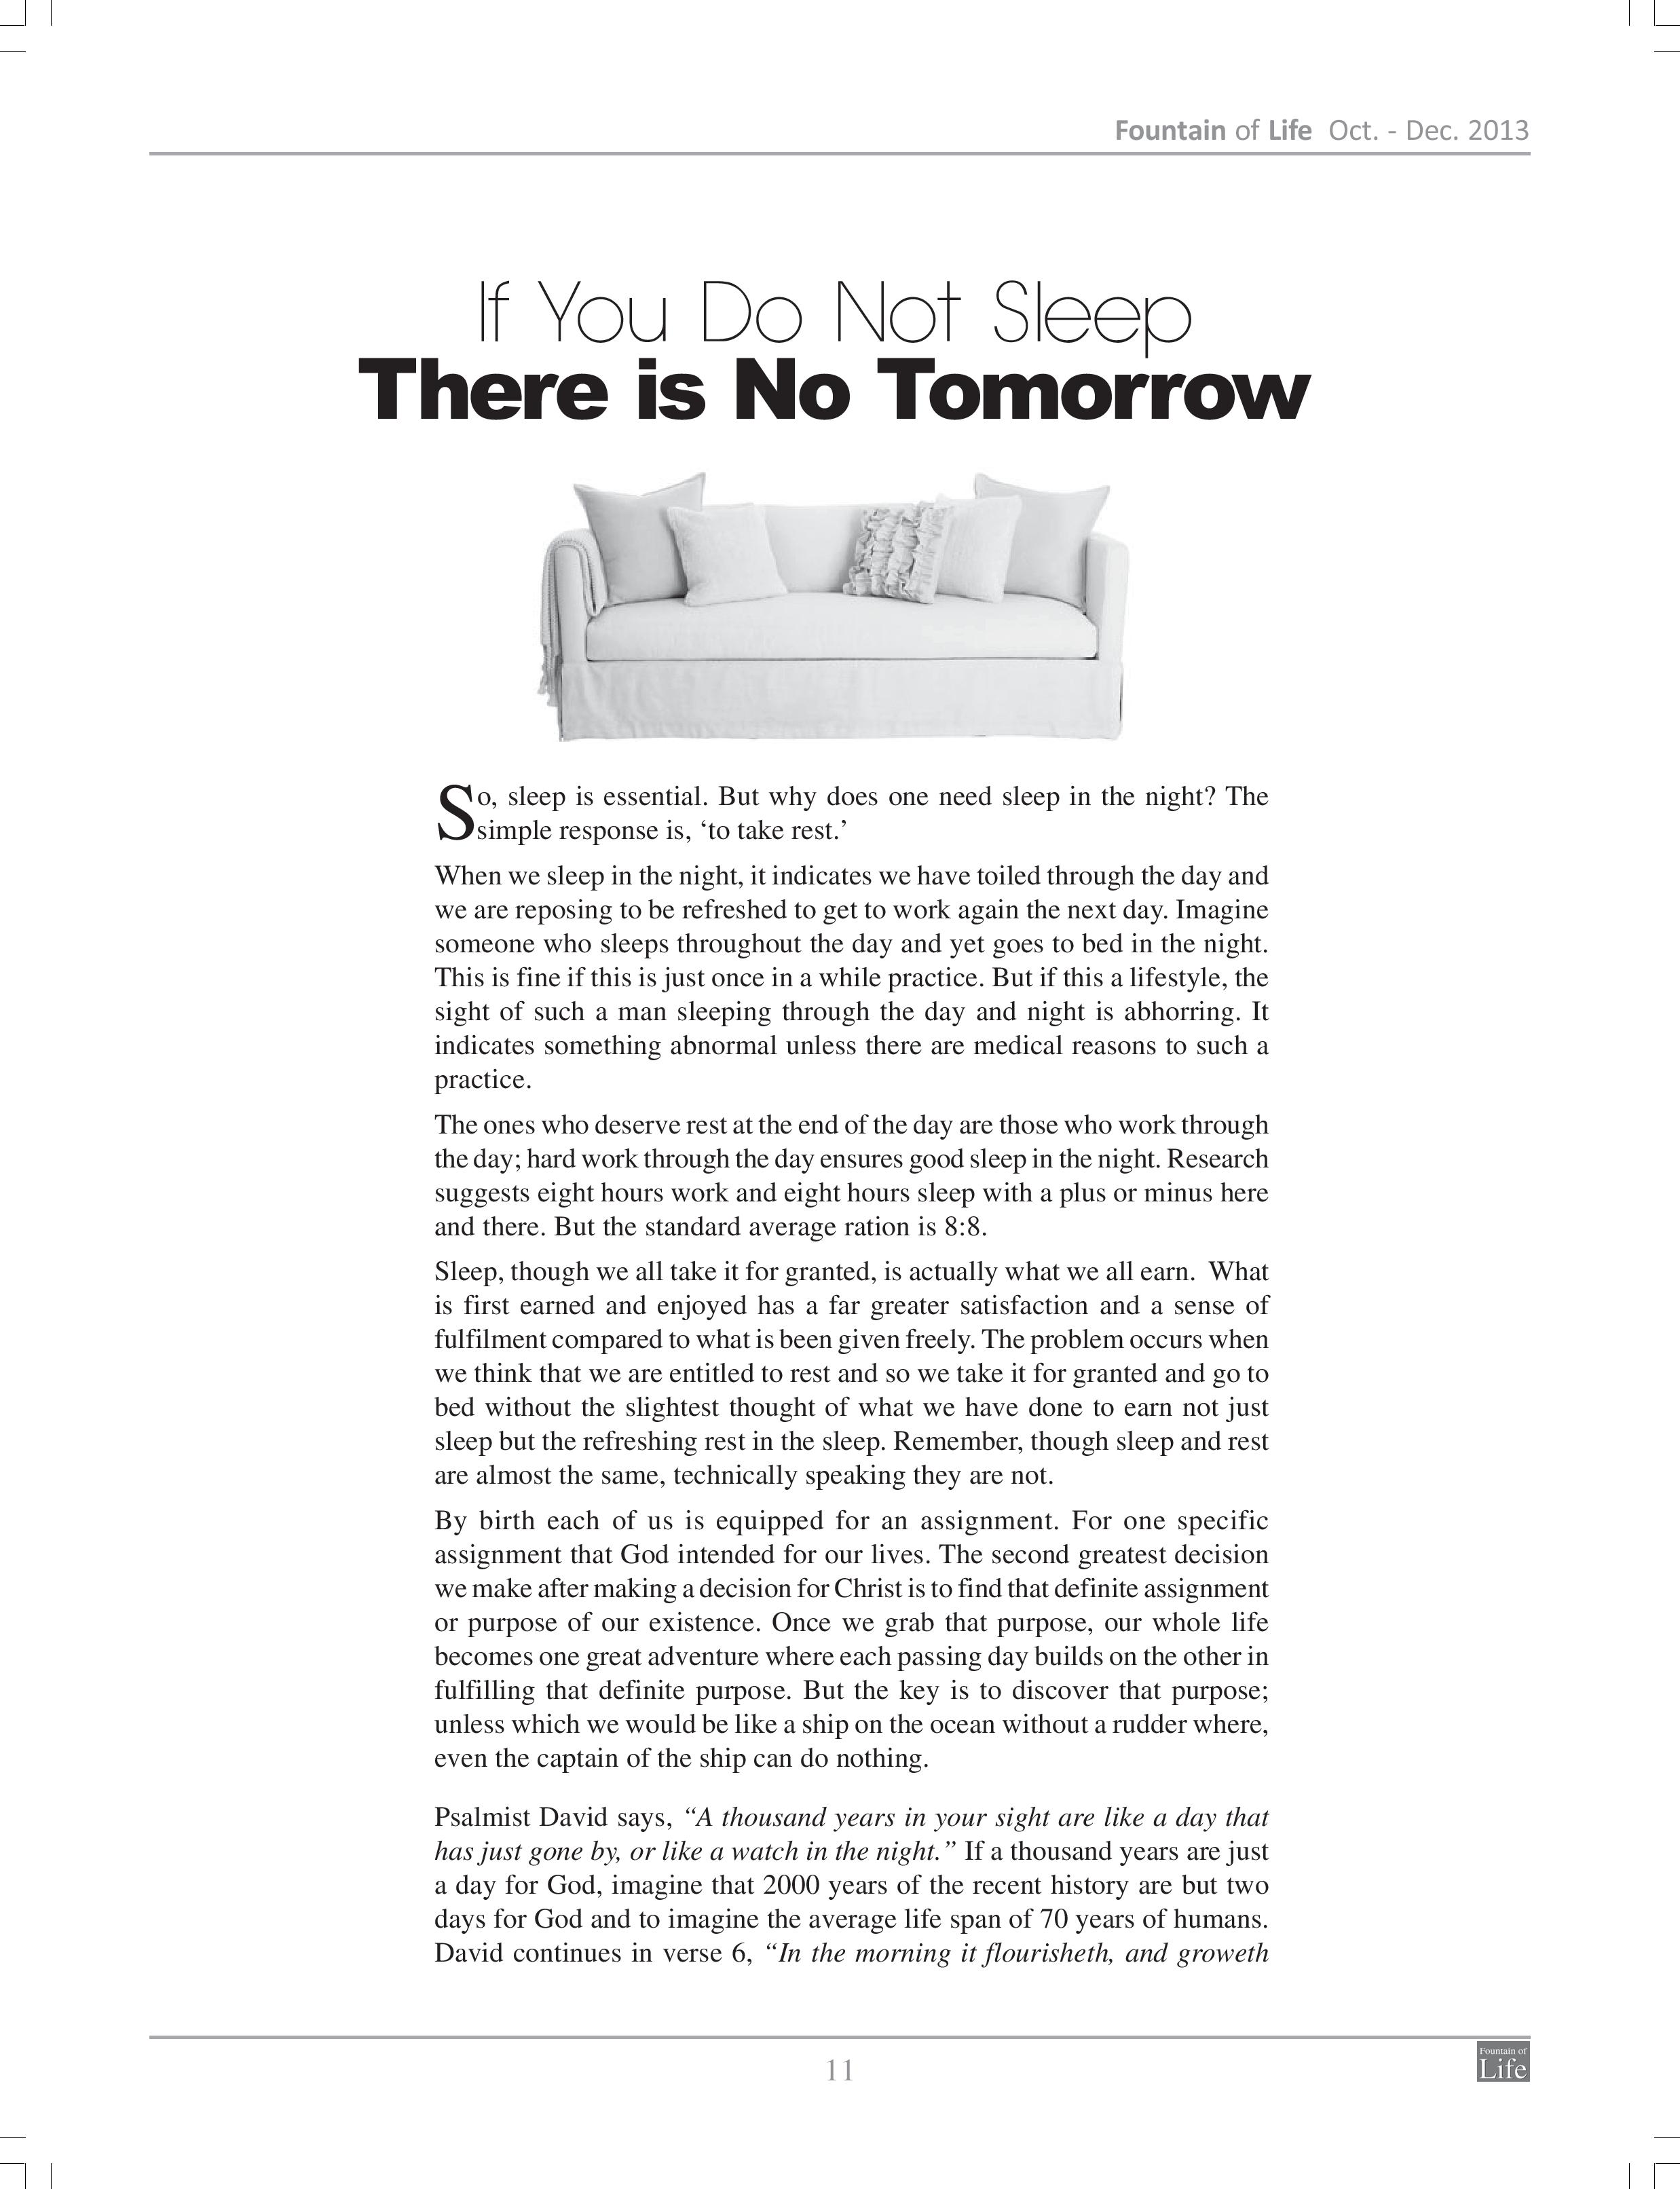 Fountain of Life Oct. - Dec. 2013
If You Do Not Sleep
There is No Tomorrow
So, sleep is essential. But why does one need sleep in the night? The
simple response is, ‘to take rest.’
When we sleep in the night, it indicates we have toiled through the day and
we are reposing to be refreshed to get to work again the next day. Imagine
someone who sleeps throughout the day and yet goes to bed in the night.
This is fine if this is just once in a while practice. But if this a lifestyle, the
sight of such a man sleeping through the day and night is abhorring. It
indicates something abnormal unless there are medical reasons to such a
practice.
The ones who deserve rest at the end of the day are those who work through
the day; hard work through the day ensures good sleep in the night. Research
suggests eight hours work and eight hours sleep with a plus or minus here
and there. But the standard average ration is 8:8.
Sleep, though we all take it for granted, is actually what we all earn. What
is first earned and enjoyed has a far greater satisfaction and a sense of
fulfilment compared to what is been given freely. The problem occurs when
we think that we are entitled to rest and so we take it for granted and go to
bed without the slightest thought of what we have done to earn not just
sleep but the refreshing rest in the sleep. Remember, though sleep and rest
are almost the same, technically speaking they are not.
By birth each of us is equipped for an assignment. For one specific
assignment that God intended for our lives. The second greatest decision
we make after making a decision for Christ is to find that definite assignment
or purpose of our existence. Once we grab that purpose, our whole life
becomes one great adventure where each passing day builds on the other in
fulfilling that definite purpose. But the key is to discover that purpose;
unless which we would be like a ship on the ocean without a rudder where,
even the captain of the ship can do nothing.
Psalmist David says, “A thousand years in your sight are like a day that
has just gone by, or like a watch in the night.” If a thousand years are just
a day for God, imagine that 2000 years of the recent history are but two
days for God and to imagine the average life span of 70 years of humans.
David continues in verse 6, “In the morning it flourisheth, and groweth
11
Fountain of
Life